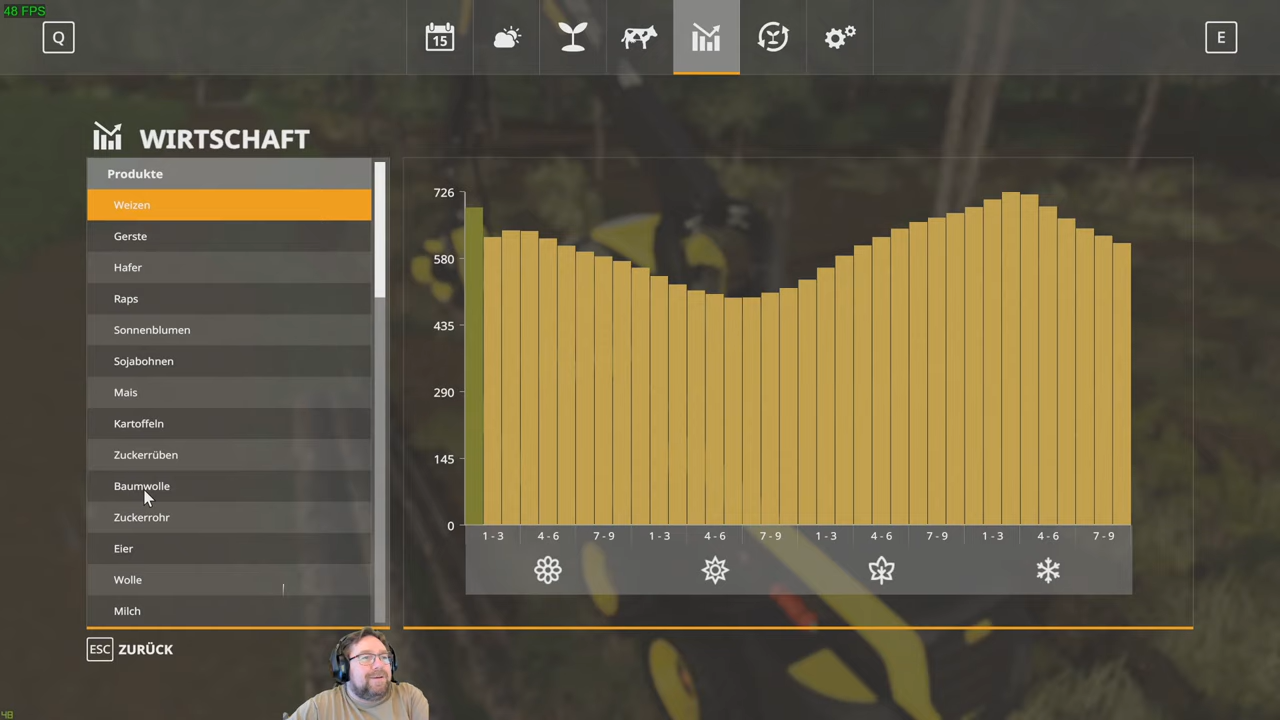 48 FPS
Q
15
E
WIRTSCHAFT
Produkte
Weizen
Gerste
Hafer
Raps
Sonnenblumen
Sojabohnen
Mais
Kartoffeln
Zuckerrüben
Baumwolle
Zuckerrohr
Eier
Wolle
Milch
ESC ZURÜCK
726
580
435
290
145
0
1 - 3 4 - 6 7 - 9 1 - 3 4 - 6 7 - 9 1 - 3 4 - 6 7 - 9 1 - 3 4 - 6 7 - 9
48